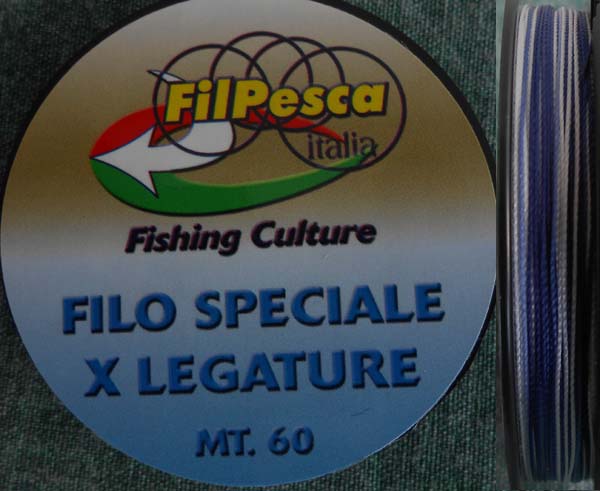 FilPesca
italia
Fishing Culture
FILO SPECIALE
X LEGATURE
MT. 60